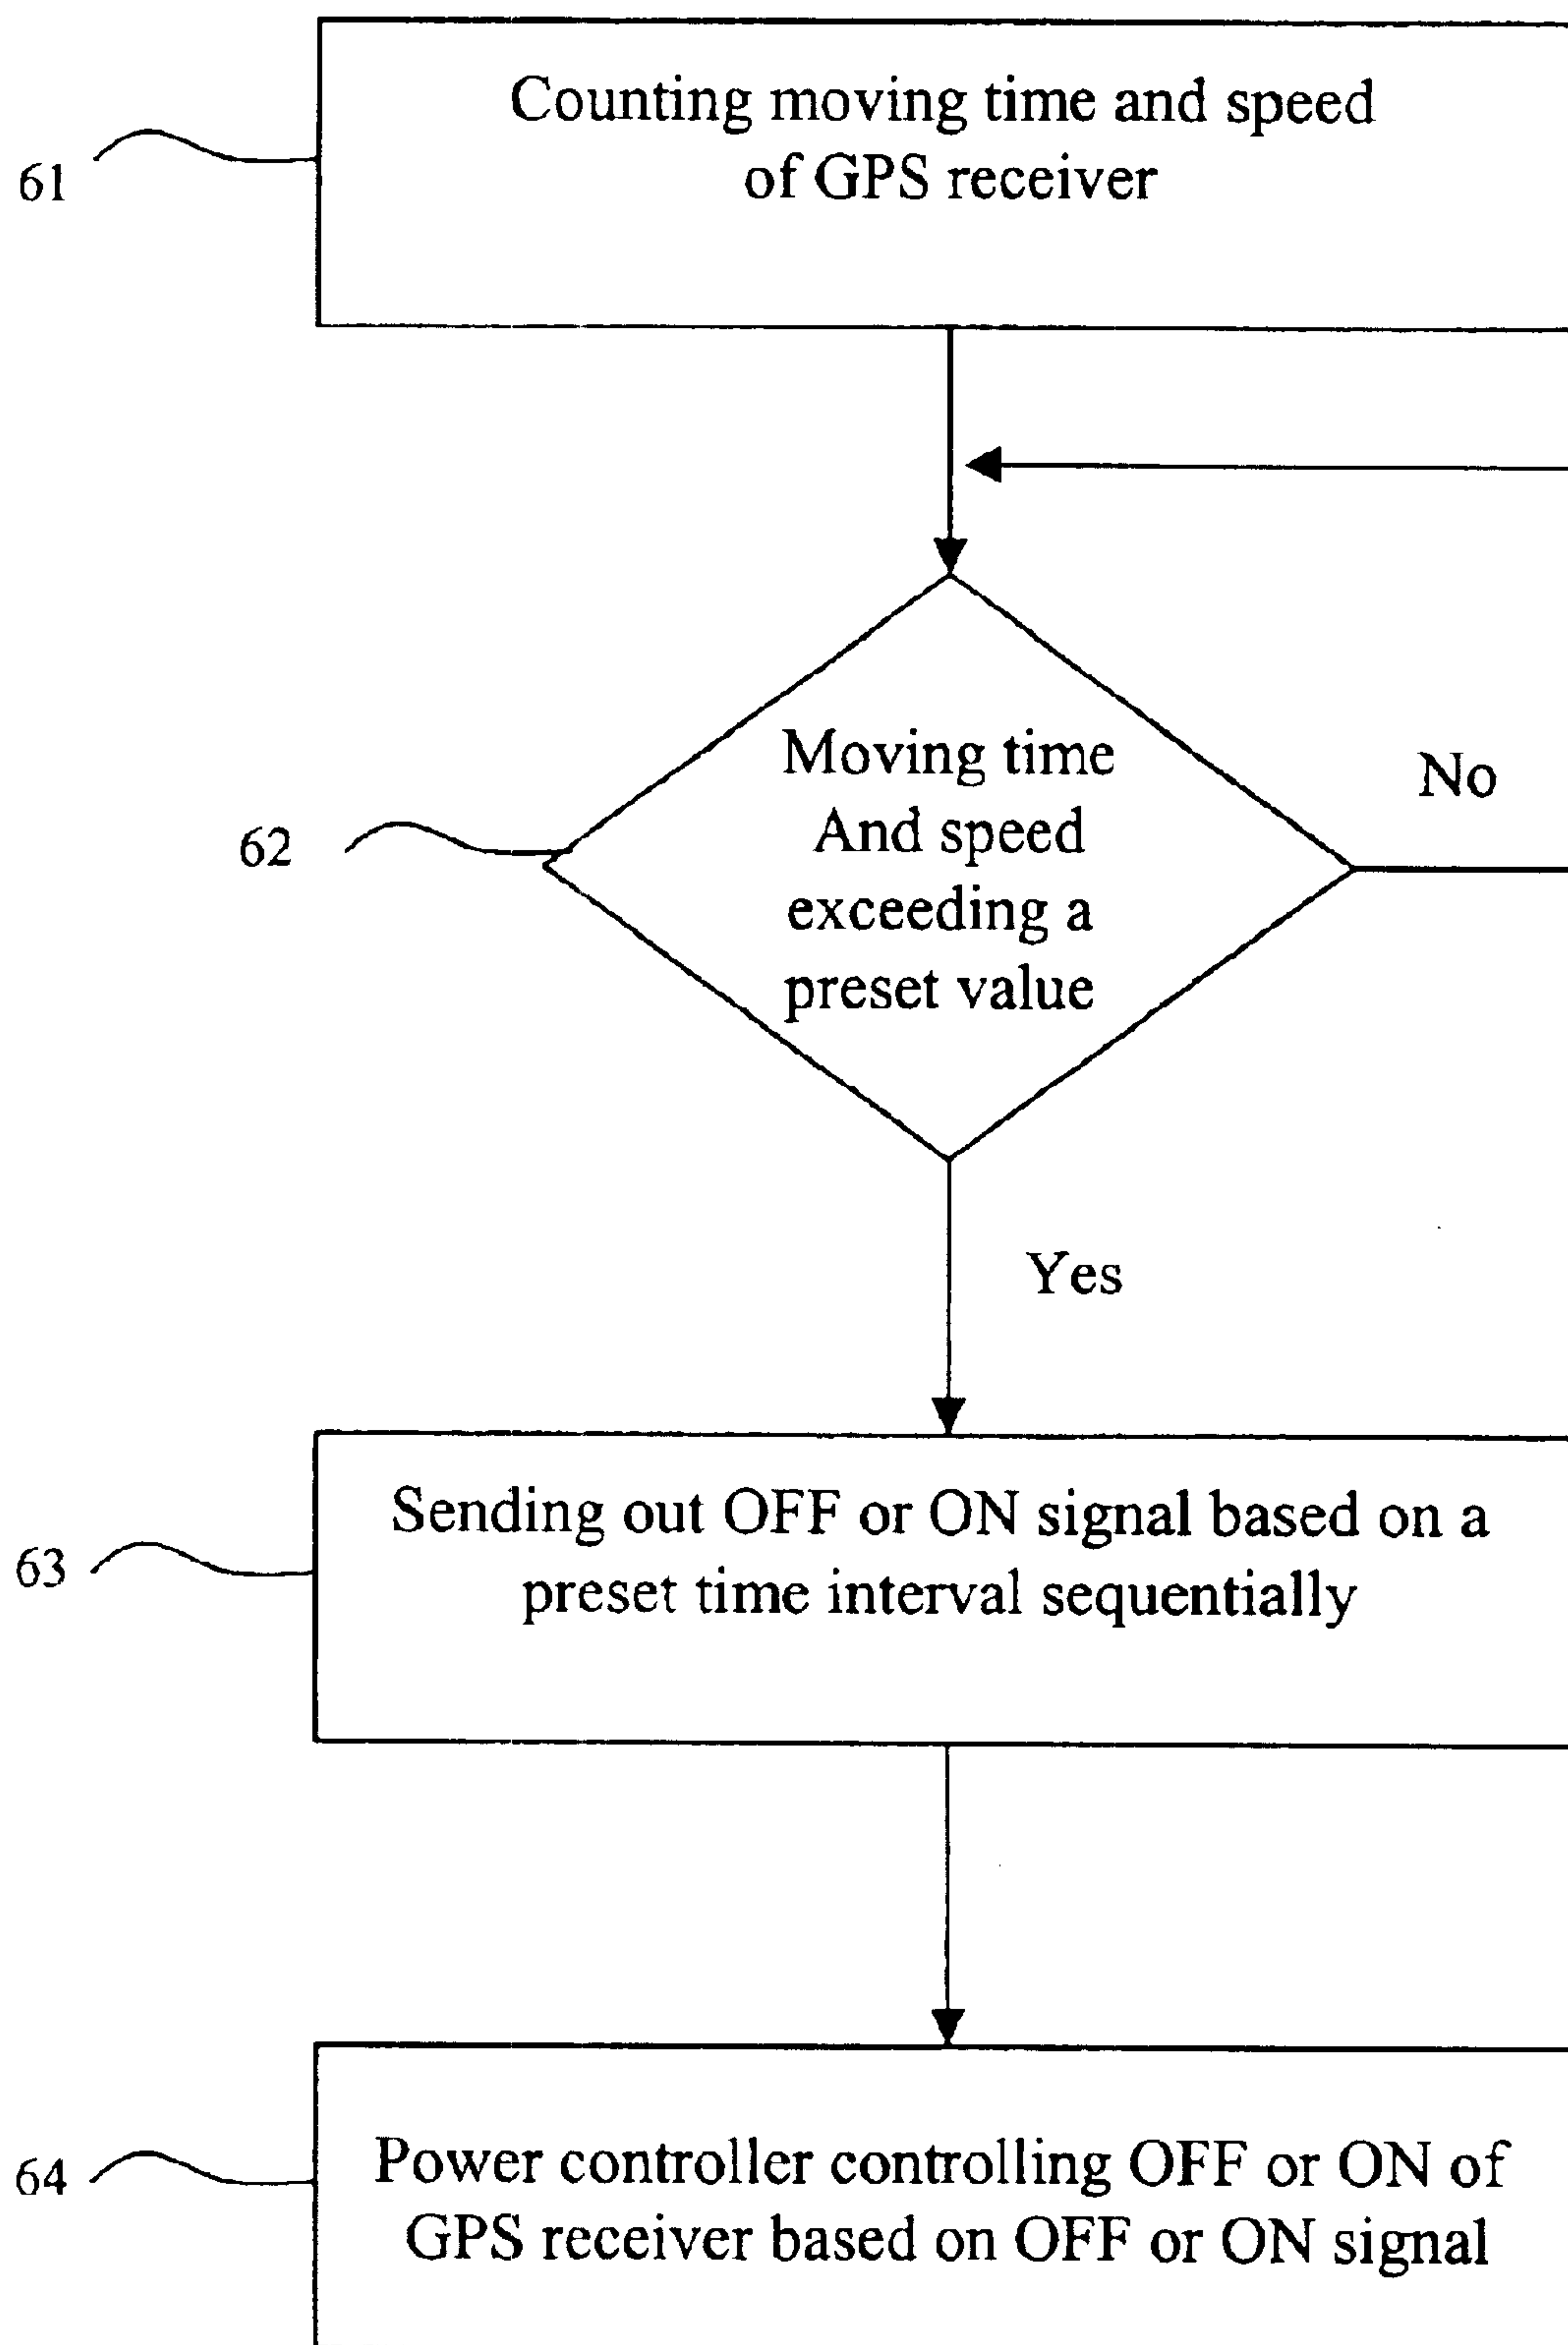 Counting moving time and speed
of GPS receiver
61
Moving time
And speed
exceeding a
preset value
No
62
Yes
Sending out OFF or ON signal based on a
preset time interval sequentially
63
Power controller controlling OFF or ON of
GPS receiver based on OFF or ON signal
64